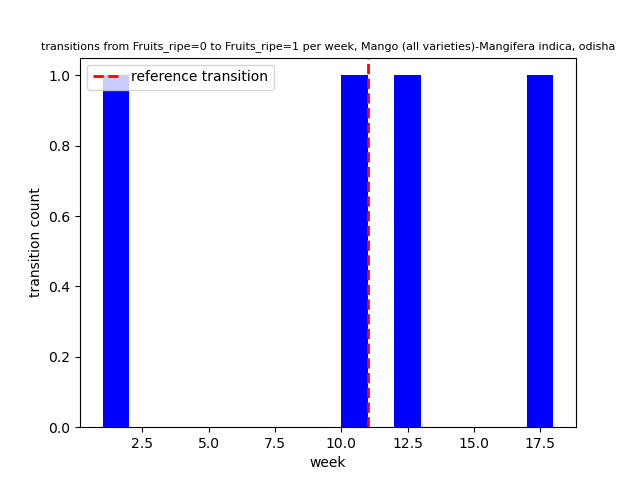 transitions from Fruits_ripe=0 to Fruits_ripe=1 per week, Mango (all varieties)-Mangifera indica, odisha
reference transition
1.0
0.8
0.6
0.4
0.2
0.0
transition count
2.5 5.0 7.5 10.0 12.5 15.0 17.5
week